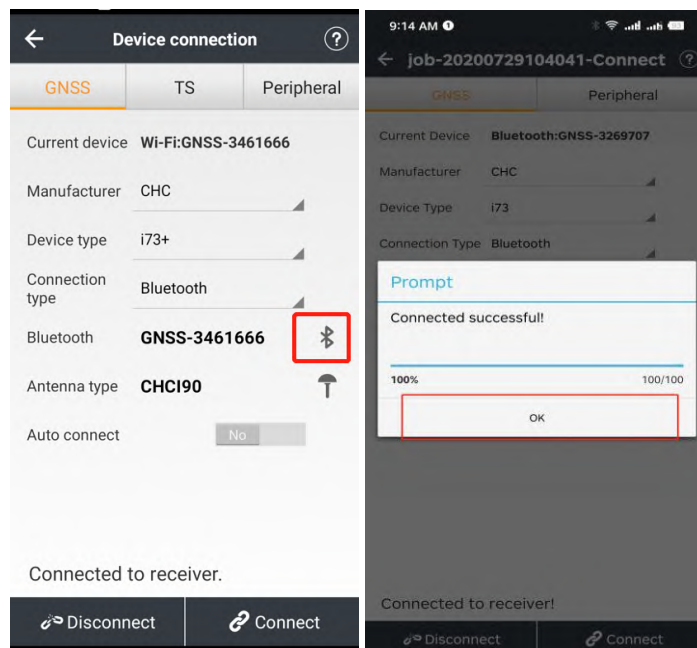 Device connection ?
GNSS TS Peripheral
Current device Wi-Fi:GNSS-3461666
Manufacturer CHC
Device type i73+
Connection
type
Bluetooth
Bluetooth GNSS-3461666
Antenna type CHCI90
Auto connect No
Connected to receiver.
Disconnect Connect
9:14 AM 1
job-20200729104041-Connect ?
GNSS Peripheral
Current Device Bluetooth:GNSS-3269707
Manufacturer CHC
Device Type i73
Connection Type Bluetooth
Prompt
Connected successful!
100% 100/100
OK
Connected to receiver!
Disconnect Connect